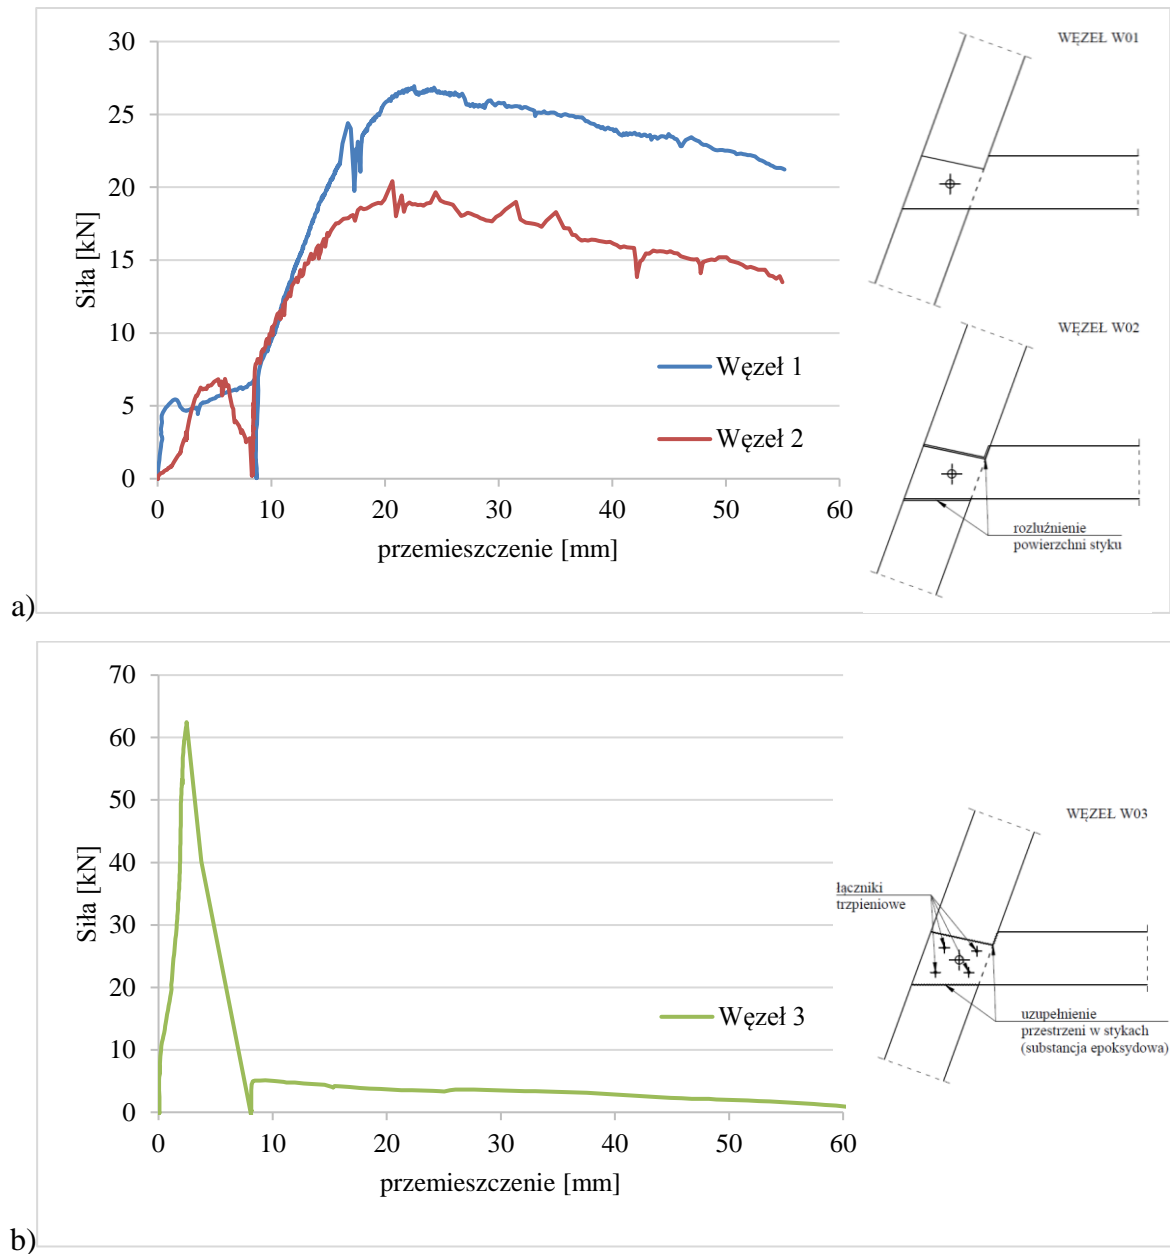 30
25
20
15
10
5
0
Siła [kN]
0
10
20
30
40
50
60
przemieszczenie [mm]
Węzeł 1
Węzeł 2
WĘZEŁ W01
WĘZEŁ W02
rozluźnienie
powierzchni styku
a)
70
60
50
40
30
20
10
0
Siła [kN]
0
10
20
30
40
50
60
przemieszczenie [mm]
Węzeł 3
WĘZEŁ W03
łączniki
trzpieniowe
uzupełnienie
przestrzeni w stykach
(substancja epoksydowa)
b)